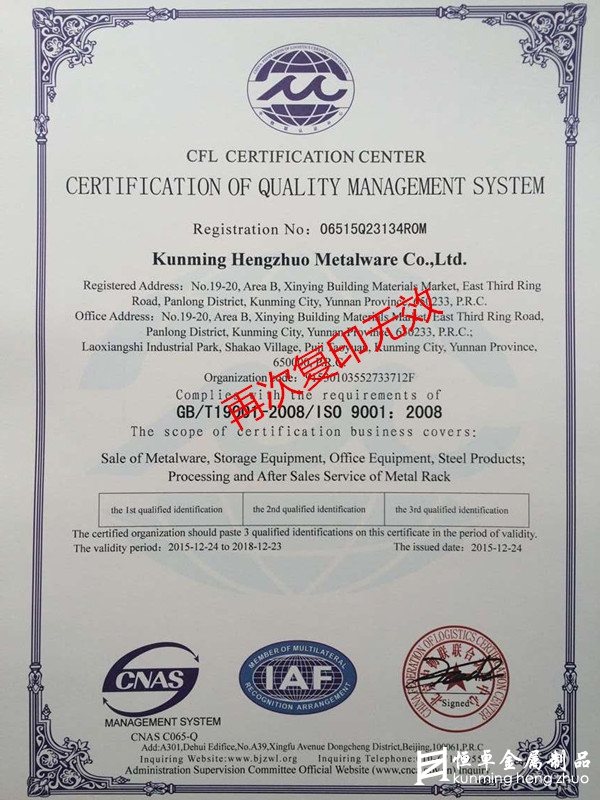 CFL CERTIFICATION CENTER
CERTIFICATION OF QUALITY MANAGEMENT SYSTEM
Registration No: 06515Q23134ROM
Kunming Hengzhuo Metalware Co.,Ltd.
Registered Address: No.19-20, Area B, Xinying Building Materials Market, East Third Ring
Road, Panlong District, Kunming City, Yunnan Province, 650233, P.R.C.
Office Address: No.19-20, Area B, Xinying Building Materials Market, East Third Ring Road,
Panlong District, Kunming City, Yunnan Province, 650233, P.R.C.;
Laoxiangshi Industrial Park, Shakao Village, Puji Taoyuan, Kunming City, Yunnan Province,
650000, P.R.C.
Organization code:
再次复印无效
Complies with the requirements of
GB/T19001-2008/ISO 9001: 2008
The scope of certification business covers:
Sale of Metalware, Storage Equipment, Office Equipment, Steel Products;
Processing and After Sales Service of Metal Rack
the 1st qualified identification the 2nd qualified identification the 3rd qualified identification
The certified organization should paste 3 qualified identifications on this certificate in the period of validity.
The validity period: 2015-12-24 to 2018-12-23 The issued date: 2015-12-24
CNAS
MANAGEMENT SYSTEM
CNAS C065-Q
MEMBER OF MULTILATERAL
IAF
RECOGNITION ARRANGEMENT
Signed
Add:A301,Dehui Edifice,No.A39,Xingfu Avenue Dongcheng District,Beijing,100061,P.R.C
Inquiring Website:www.bjzwl.org Inquiring Telephone:
Administration Supervision Committee Official Website
恒卓金属制品
kunming heng zhuo